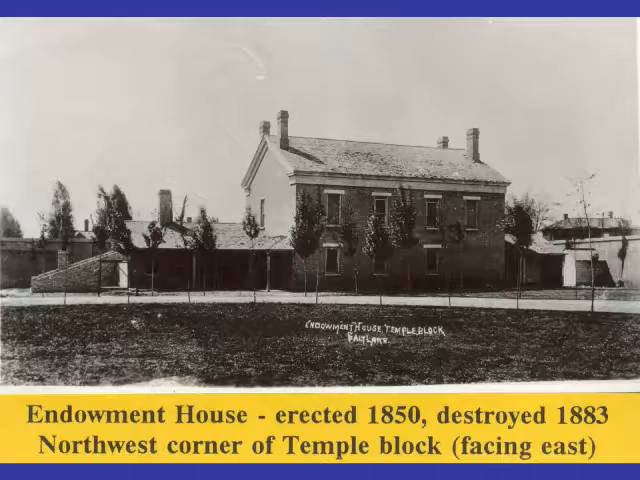 ENDOWMENT HOUSE TEMPLE BLOCK
SALT LAKE.
Endowment House - erected 1850, destroyed 1883
Northwest corner of Temple block (facing east)